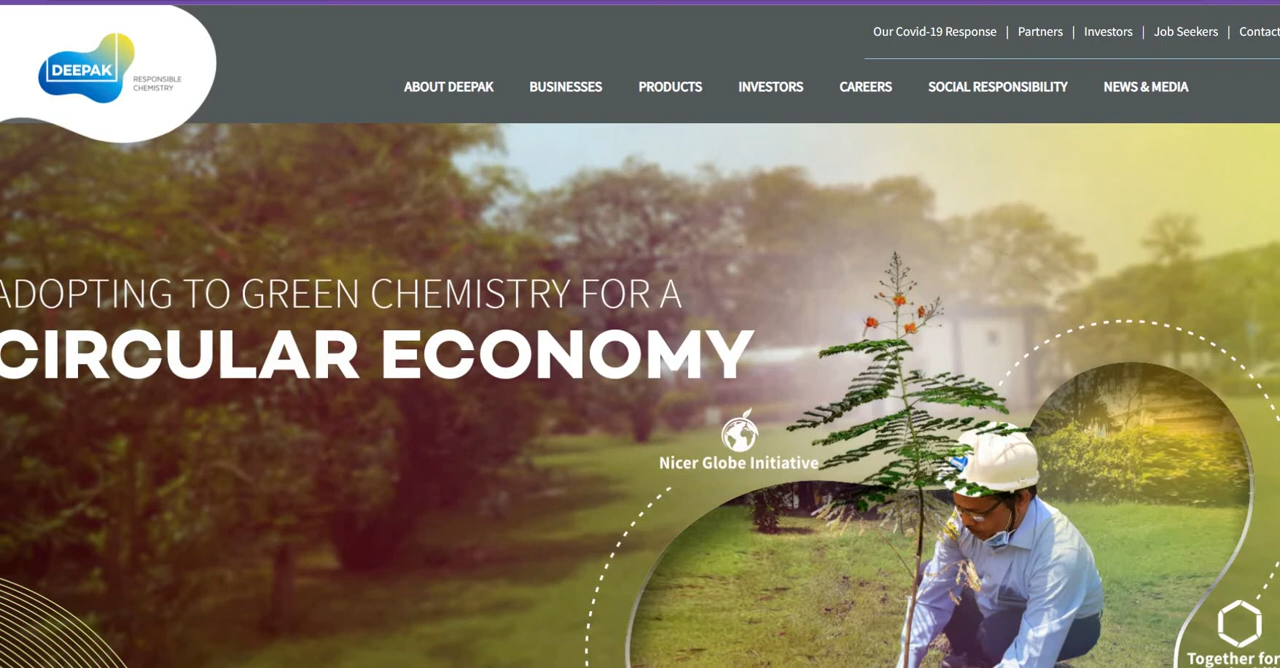 Our Covid-19 Response | Partners | Investors | Job Seekers | Contact
DEEPAK
RESPONSIBLE
CHEMISTRY
ABOUT DEEPAK BUSINESSES PRODUCTS INVESTORS CAREERS SOCIAL RESPONSIBILITY NEWS & MEDIA
ADOPTING TO GREEN CHEMISTRY FOR A
CIRCULAR ECONOMY
Nicer Globe Initiative
Together for